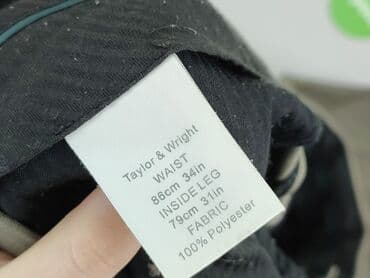 Taylor & Wright
WAIST
86cm 34in
INSIDE LEG
79cm 31in
FABRIC
100% Polyester